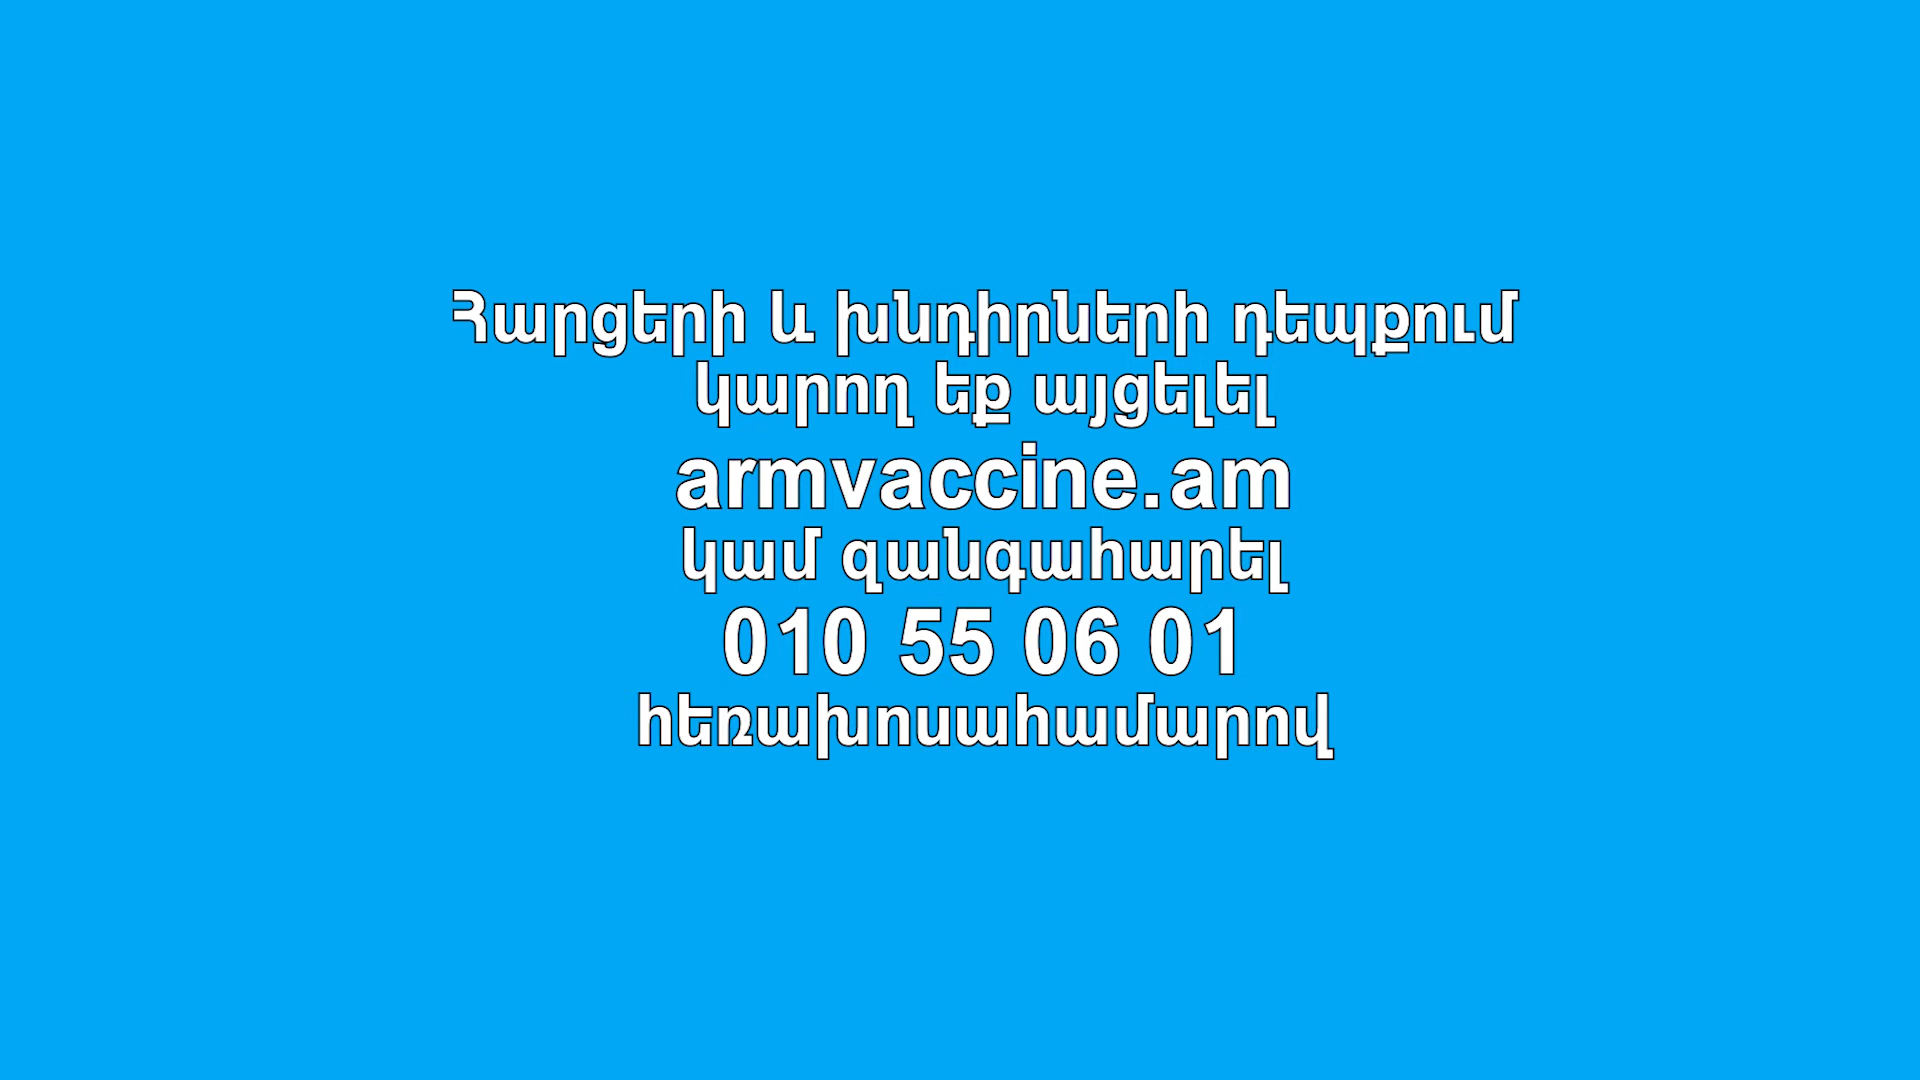 Հարցերի և խնդիրների դեպքում
կարող եք այցելել
armvaccine.am
կամ զանգահարել
010 55 06 01
հեռախոսահամարով